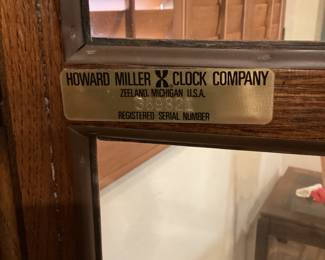 HOWARD MILLER CLOCK COMPANY
ZEELAND, MICHIGAN U.S.A.
REGISTERED SERIAL NUMBER